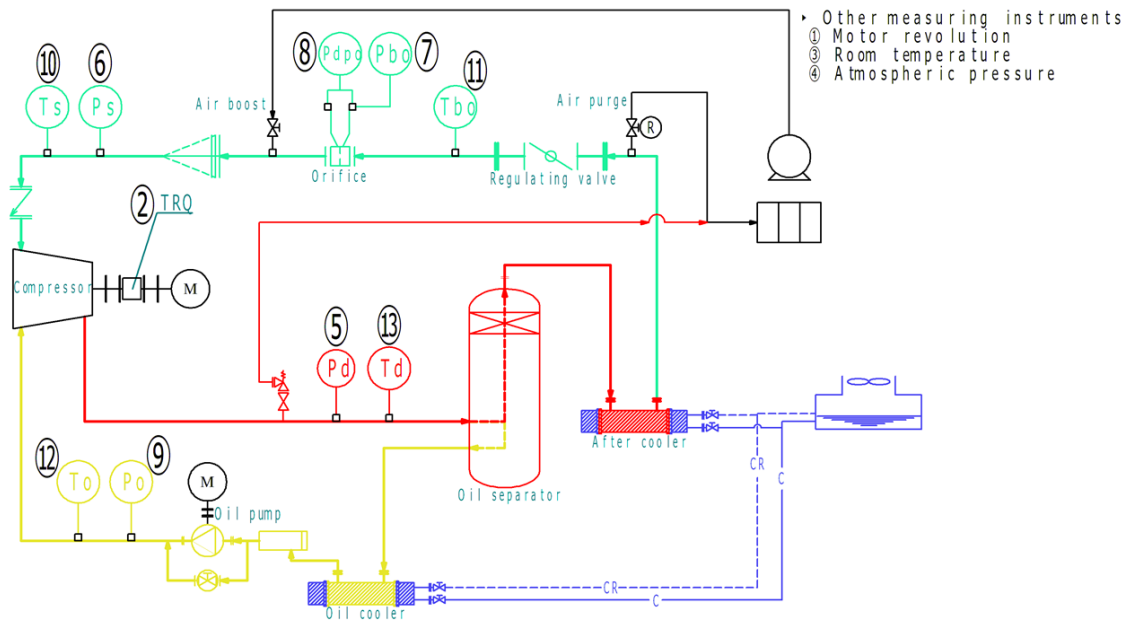 ‣ Other measuring instruments
① Motor revolution
③ Room temperature
④ Atmospheric pressure
⑧ ⑦
Pdpo Pbo
⑩ ⑥ ⑪
Ts Ps Tbo
Air boost Air purge
R
Orifice Regulating valve
② TRQ
Compressor M
⑤ ⑬
Pd Td
After cooler
⑫ ⑨
To Po M
CR
C
Oil separator
Oil pump
CR
C
Oil cooler